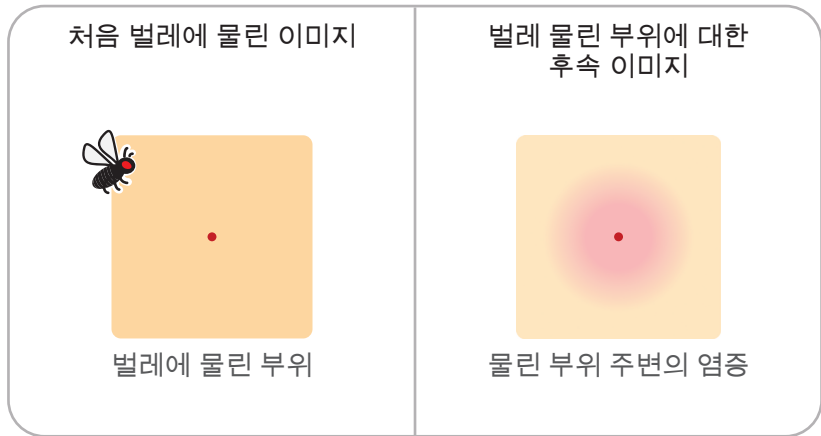 처음 벌레에 물린 이미지
벌레에 물린 부위
벌레 물린 부위에 대한
후속 이미지
물린 부위 주변의 염증